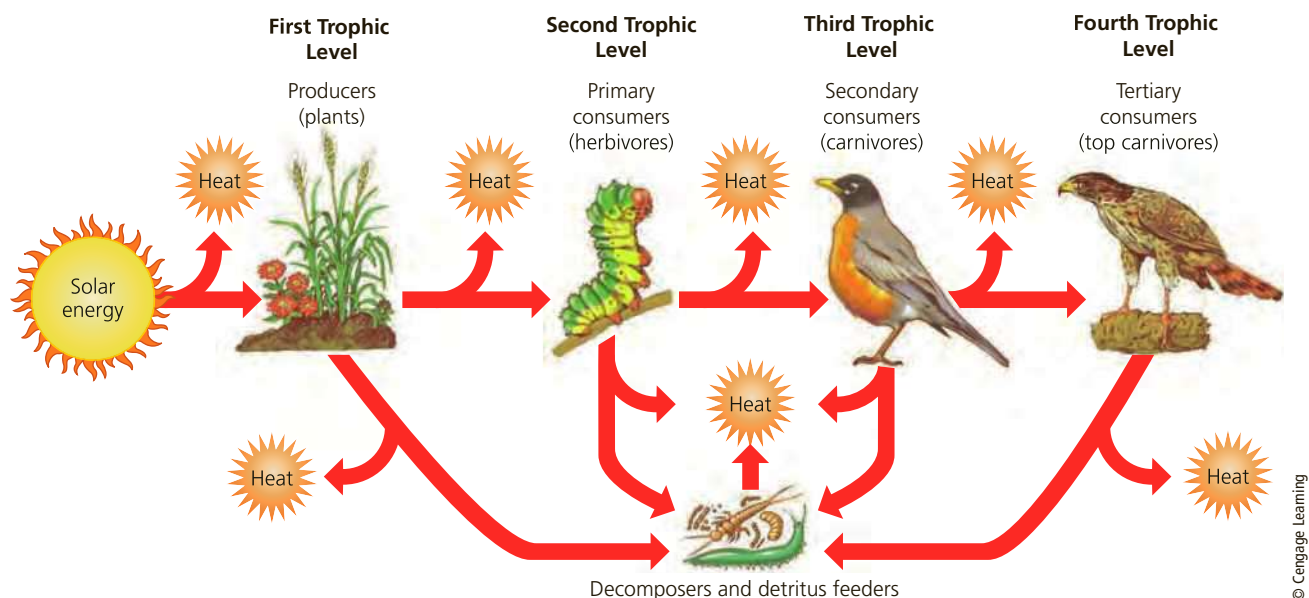 First Trophic
Level
Second Trophic
Level
Third Trophic
Level
Fourth Trophic
Level
Producers
(plants)
Primary
consumers
(herbivores)
Secondary
consumers
(carnivores)
Tertiary
consumers
(top carnivores)
Heat
Heat
Heat
Heat
Solar
energy
Heat
Heat
Heat
Decomposers and detritus feeders
© Cengage Learning